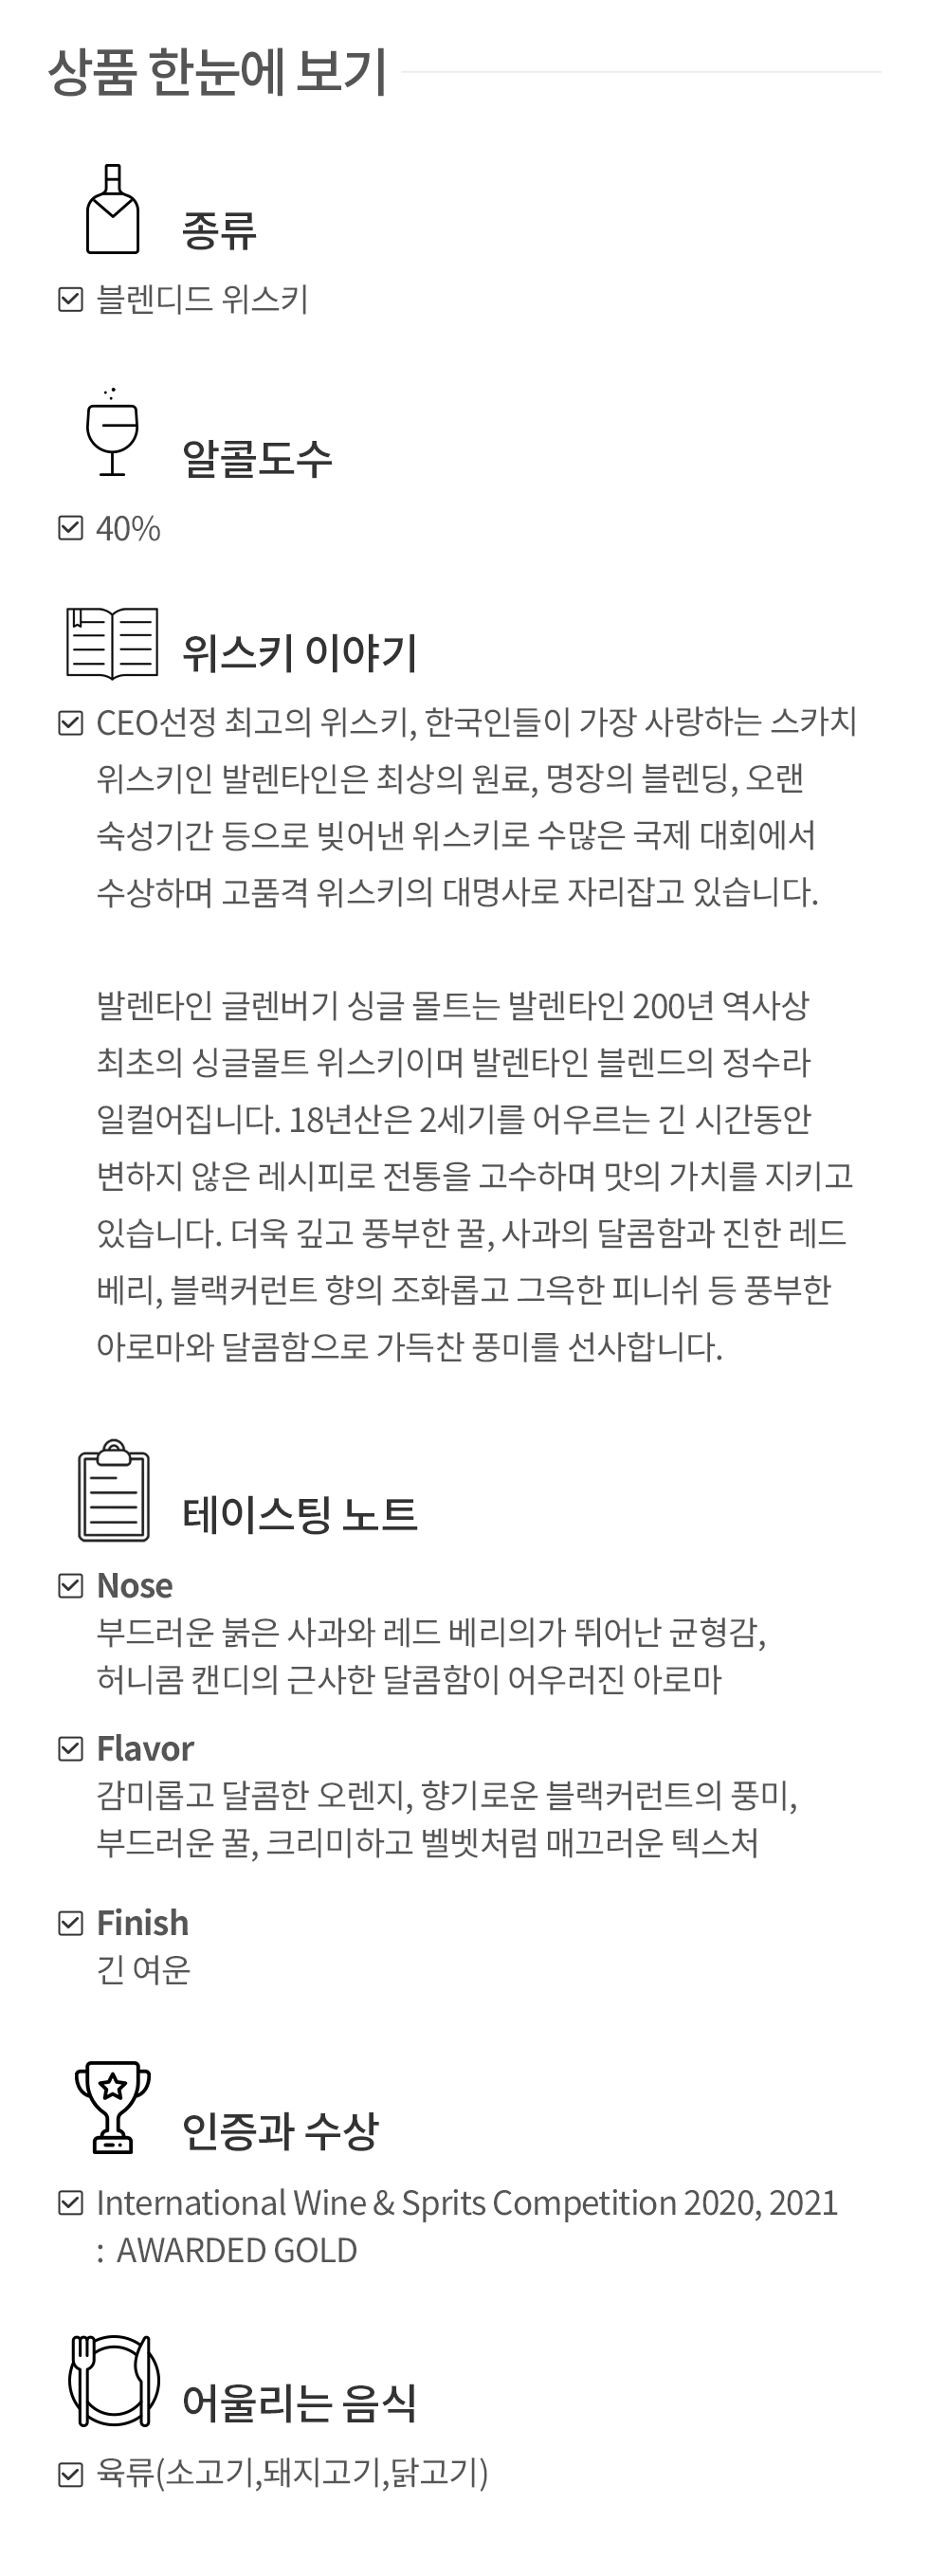 상품 한눈에 보기
종류
블렌디드 위스키
알콜도수
40%
위스키 이야기
CEO선정 최고의 위스키, 한국인들이 가장 사랑하는 스카치
위스키인 발렌타인은 최상의 원료, 명장의 블렌딩, 오랜
숙성기간 등으로 빚어낸 위스키로 수많은 국제 대회에서
수상하며 고품격 위스키의 대명사로 자리잡고 있습니다.
발렌타인 글렌버기 싱글 몰트는 발렌타인 200년 역사상
최초의 싱글몰트 위스키이며 발렌타인 블렌드의 정수라
일컬어집니다. 18년산은 2세기를 어우르는 긴 시간동안
변하지 않은 레시피로 전통을 고수하며 맛의 가치를 지키고
있습니다. 더욱 깊고 풍부한 꿀, 사과의 달콤함과 진한 레드
베리, 블랙커런트 향의 조화롭고 그윽한 피니쉬 등 풍부한
아로마와 달콤함으로 가득찬 풍미를 선사합니다.
테이스팅 노트
Nose
부드러운 붉은 사과와 레드 베리의가 뛰어난 균형감,
허니콤 캔디의 근사한 달콤함이 어우러진 아로마
Flavor
감미롭고 달콤한 오렌지, 향기로운 블랙커런트의 풍미,
부드러운 꿀, 크리미하고 벨벳처럼 매끄러운 텍스처
Finish
긴 여운
인증과 수상
International Wine & Sprits Competition 2020, 2021
: AWARDED GOLD
어울리는 음식
육류(소고기,돼지고기,닭고기)